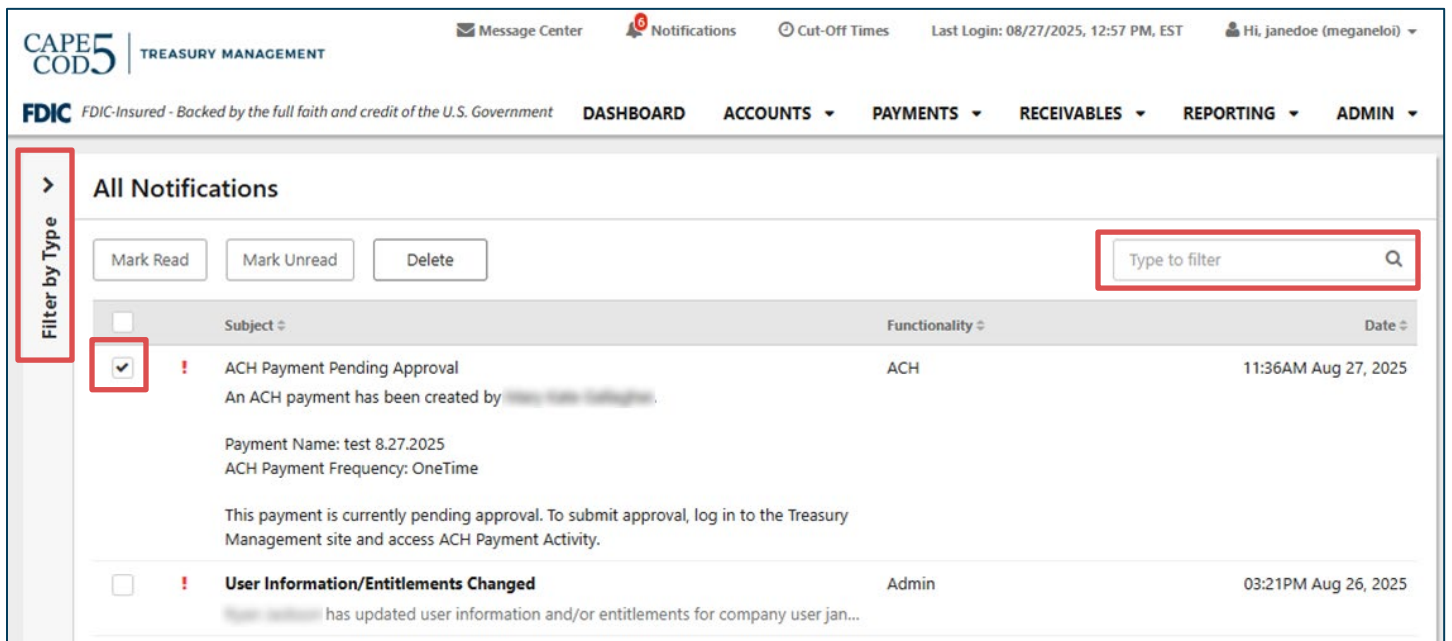 Message Center
6
Notifications
Cut-Off Times
Last Login: 08/27/2025, 12:57 PM, EST
Hi, janedoe (meganeloi)
CAPE COD 5
TREASURY MANAGEMENT
FDIC FDIC-Insured - Backed by the full faith and credit of the U.S. Government
DASHBOARD
ACCOUNTS
PAYMENTS
RECEIVABLES
REPORTING
ADMIN
Filter by Type
All Notifications
Mark Read
Mark Unread
Delete
Type to filter
Subject
Functionality
Date
! ACH Payment Pending Approval
ACH
11:36AM Aug 27, 2025
An ACH payment has been created by .
Payment Name: test 8.27.2025
ACH Payment Frequency: OneTime
This payment is currently pending approval. To submit approval, log in to the Treasury
Management site and access ACH Payment Activity.
! User Information/Entitlements Changed
Admin
03:21PM Aug 26, 2025
has updated user information and/or entitlements for company user jan...